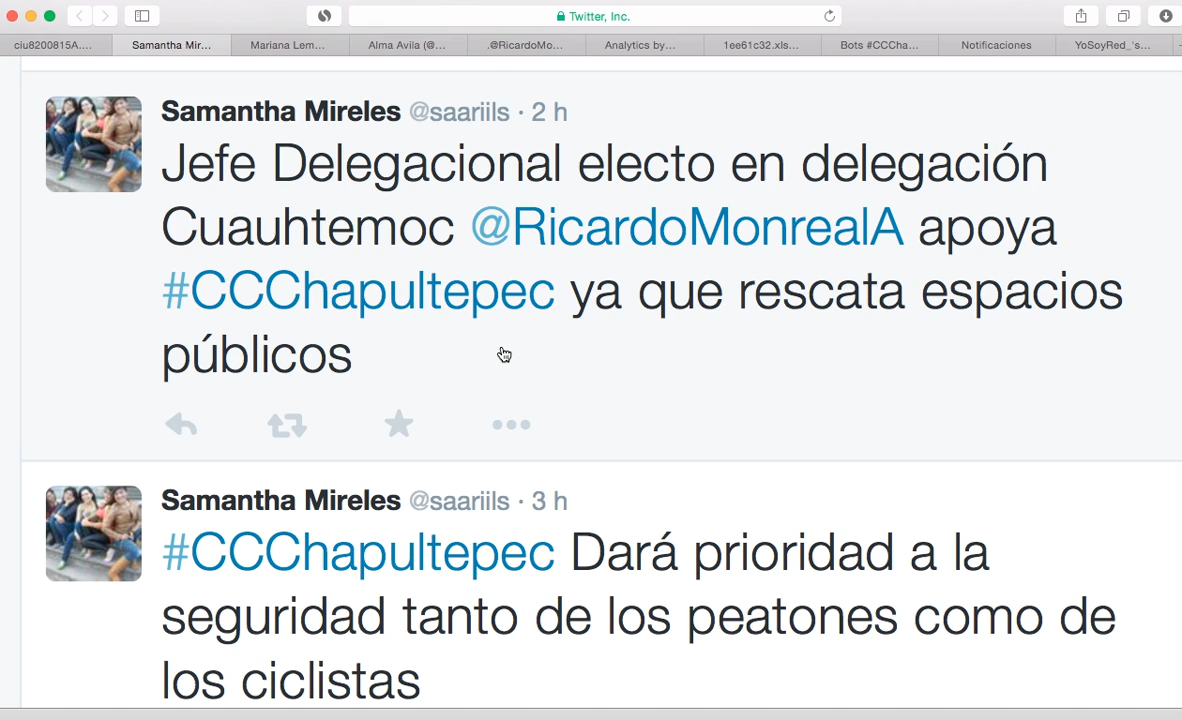 Twitter, Inc.
ciu8200815A....
Samantha Mir...
Mariana Lem...
Alma Avila (@...
.@RicardoMo...
Analytics by...
1ee61c32.xls...
Bots #CCCha...
Notificaciones
YoSoyRed_'s...
Samantha Mireles @saariils · 2 h
Jefe Delegacional electo en delegación
Cuauhtemoc @RicardoMonrealA apoya
#CCChapultepec ya que rescata espacios
públicos
Samantha Mireles @saariils · 3 h
#CCChapultepec Dará prioridad a la
seguridad tanto de los peatones como de
los ciclistas